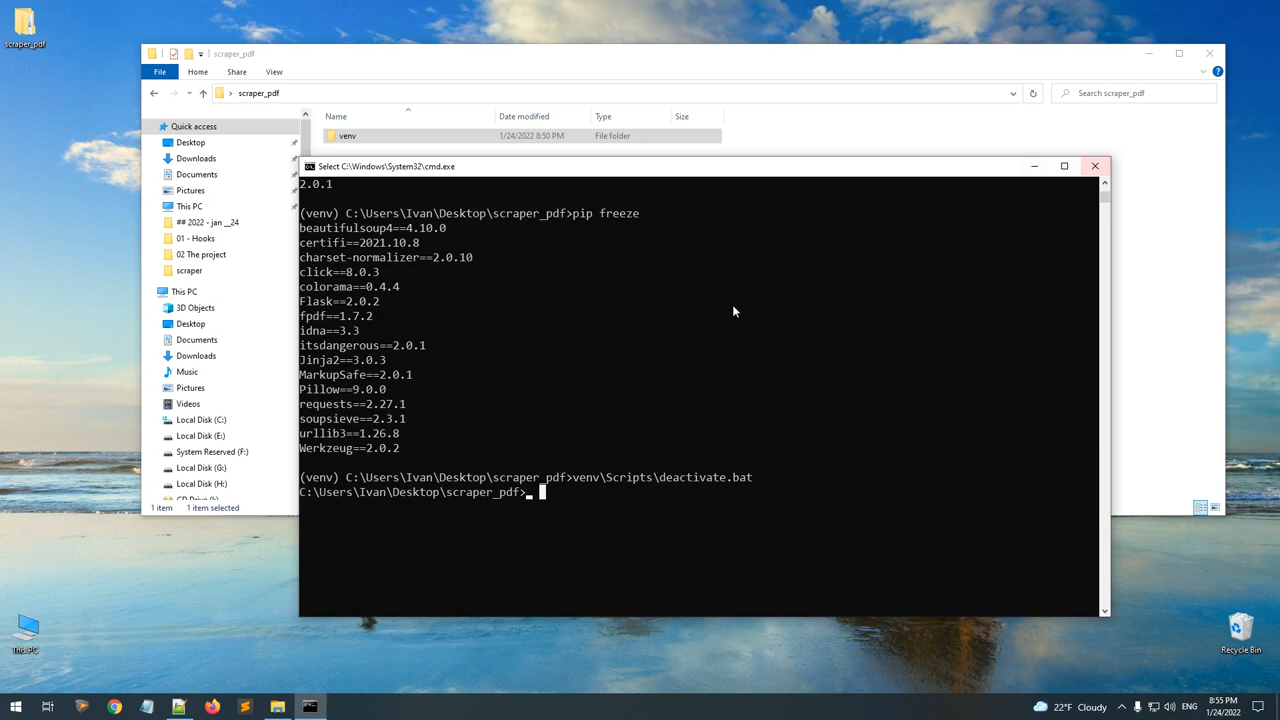 scraper_pdf
scraper_pdf
File
Home
Share
View
scraper_pdf
Search scraper_pdf
Name
Date modified
Type
Size
Quick access
venv
1/24/2022 8:50 PM
File folder
Desktop
Downloads
Documents
Pictures
This PC
## 2022 - jan __24
01 - Hooks
02 The project
scraper
This PC
3D Objects
Desktop
Documents
Downloads
Music
Pictures
Videos
Local Disk (C:)
Local Disk (E:)
System Reserved (F:)
Local Disk (G:)
Local Disk (H:)
1 item
1 item selected
Select C:\Windows\System32\cmd.exe
2.0.1
(venv) C:\Users\Ivan\Desktop\scraper_pdf>pip freeze
beautifulsoup4==4.10.0
certifi==2021.10.8
charset-normalizer==2.0.10
click==8.0.3
colorama==0.4.4
Flask==2.0.2
fpdf==1.7.2
idna==3.3
itsdangerous==2.0.1
Jinja2==3.0.3
MarkupSafe==2.0.1
Pillow==9.0.0
requests==2.27.1
soupsieve==2.3.1
urllib3==1.26.8
Werkzeug==2.0.2
(venv) C:\Users\Ivan\Desktop\scraper_pdf>venv\Scripts\deactivate.bat
C:\Users\Ivan\Desktop\scraper_pdf>
This PC
Recycle Bin
22°F Cloudy
ENG
8:55 PM
1/24/2022